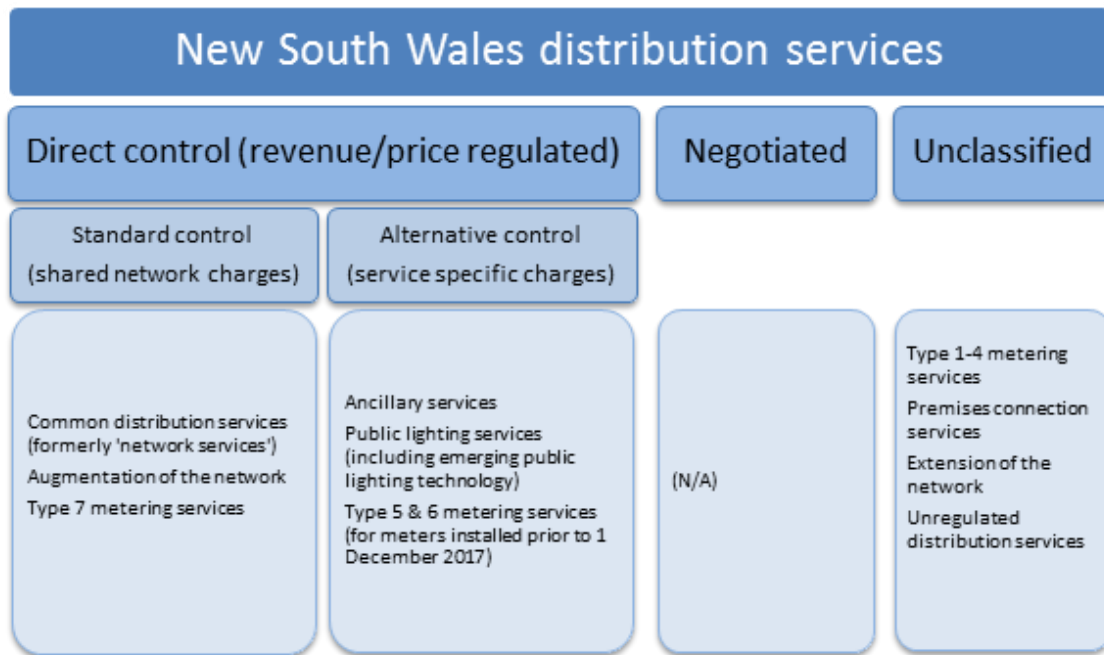 New South Wales distribution services
Direct control (revenue/price regulated)
Negotiated
Unclassified
Standard control
(shared network charges)
Alternative control
(service specific charges)
Common distribution services
(formerly 'network services')
Augmentation of the network
Type 7 metering services
Ancillary services
Public lighting services
(including emerging public
lighting technology)
Type 5 & 6 metering services
(for meters installed prior to 1
December 2017)
(N/A)
Type 1-4 metering
services
Premises connection
services
Extension of the
network
Unregulated
distribution services